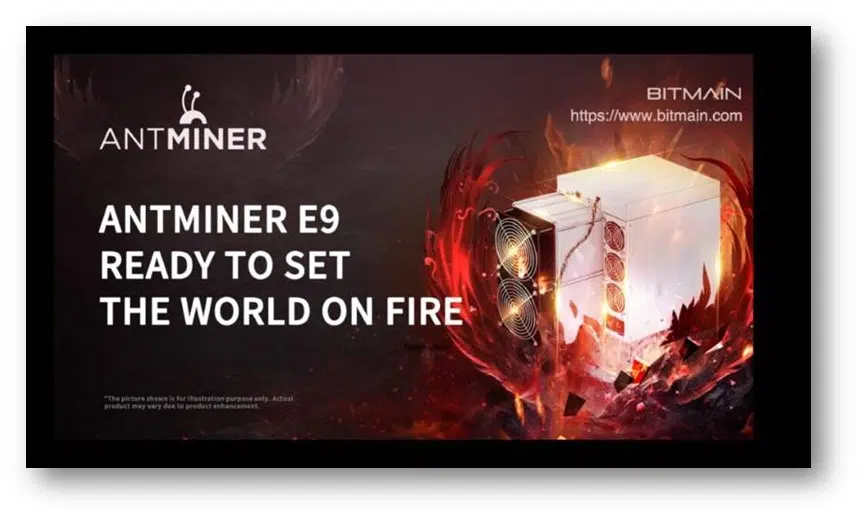 ANTMINER
BITMAIN
https://www.bitmain.com
ANTMINER E9
READY TO SET
THE WORLD ON FIRE
*The picture shown is for illustration purpose only. Actual
product may vary due to product enhancement.